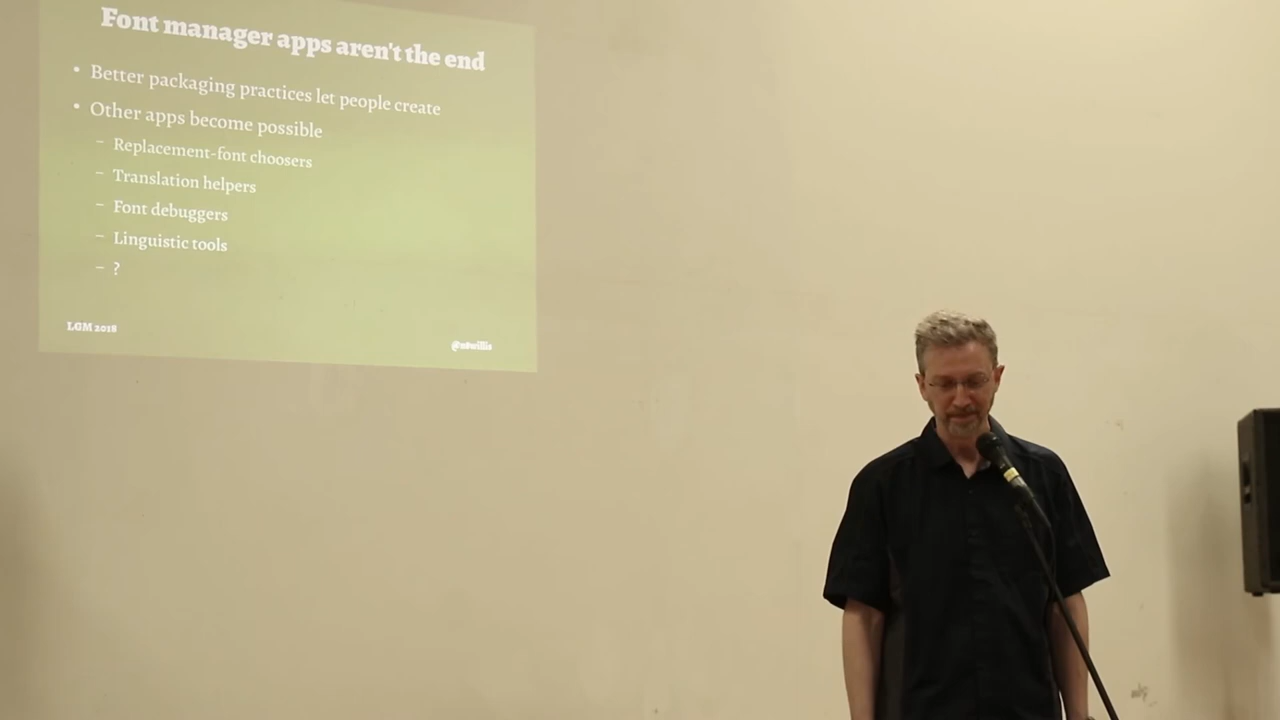 Font manager apps aren't the end
• Better packaging practices let people create
• Other apps become possible
– Replacement-font choosers
– Translation helpers
– Font debuggers
– Linguistic tools
– ?
LGM 2018
@n8willis